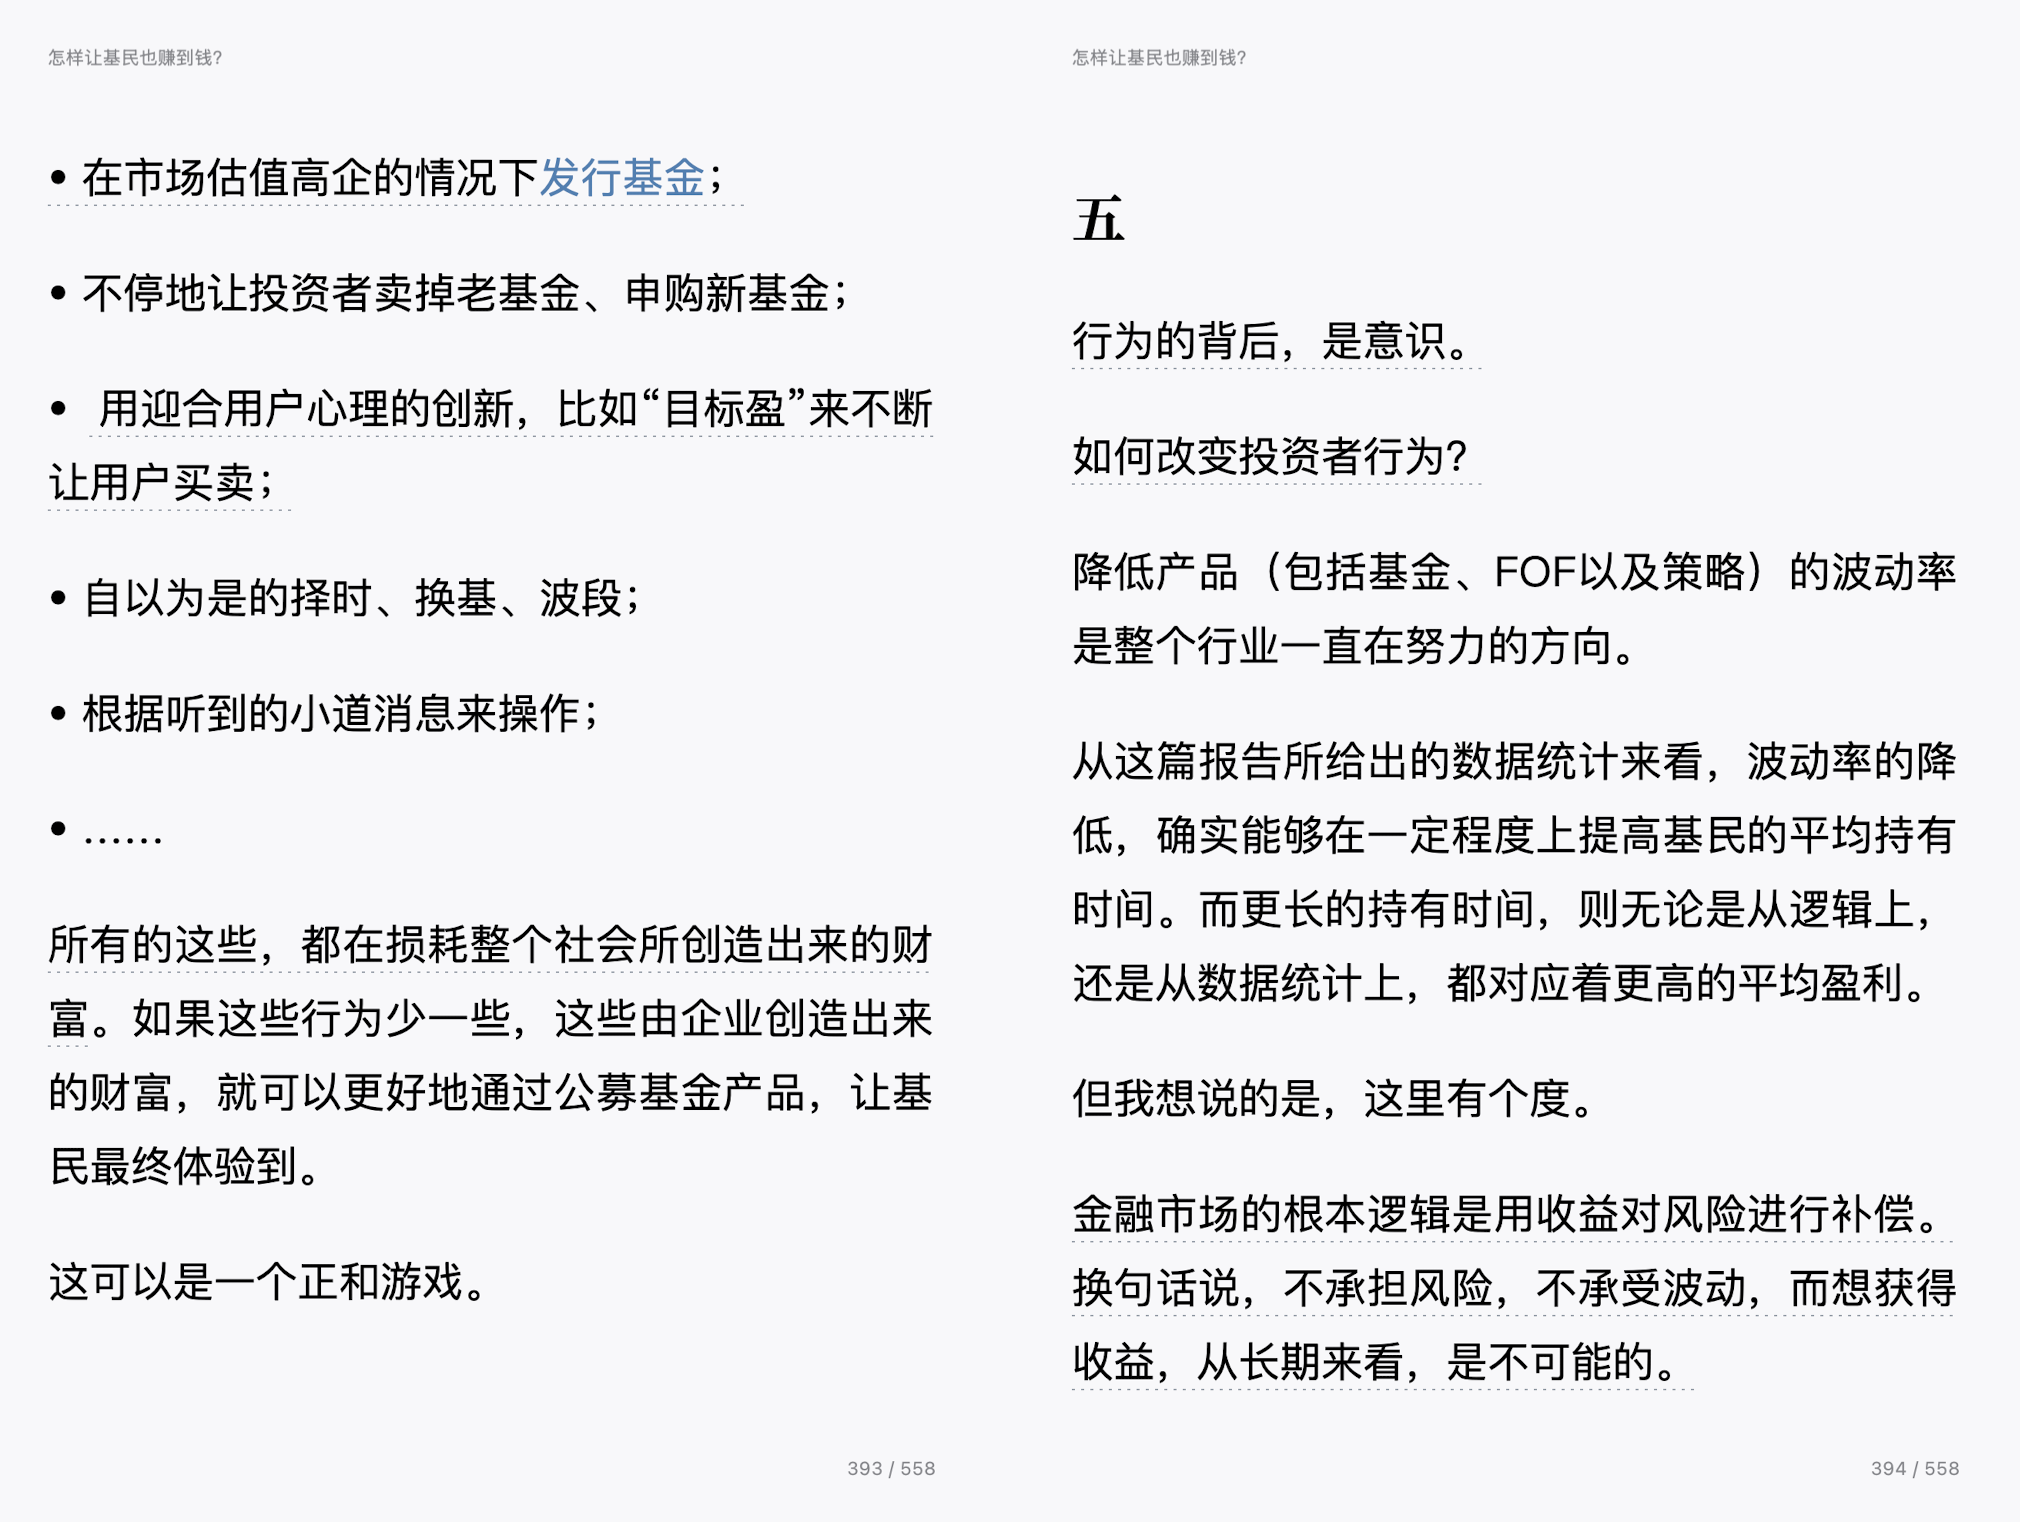 怎样让基民也赚到钱?
• 在市场估值高企的情况下发行基金；
• 不停地让投资者卖掉老基金、申购新基金；
• 用迎合用户心理的创新，比如“目标盈”来不断
让用户买卖；
• 自以为是的择时、换基、波段；
• 根据听到的小道消息来操作；
• ……
所有的这些，都在损耗整个社会所创造出来的财
富。如果这些行为少一些，这些由企业创造出来
的财富，就可以更好地通过公募基金产品，让基
民最终体验到。
这可以是一个正和游戏。
393 / 558
怎样让基民也赚到钱?
五
行为的背后，是意识。
如何改变投资者行为?
降低产品（包括基金、FOF以及策略）的波动率
是整个行业一直在努力的方向。
从这篇报告所给出的数据统计来看，波动率的降
低，确实能够在一定程度上提高基民的平均持有
时间。而更长的持有时间，则无论是从逻辑上，
还是从数据统计上，都对应着更高的平均盈利。
但我想说的是，这里有个度。
金融市场的根本逻辑是用收益对风险进行补偿。
换句话说，不承担风险，不承受波动，而想获得
收益，从长期来看，是不可能的。
394 / 558